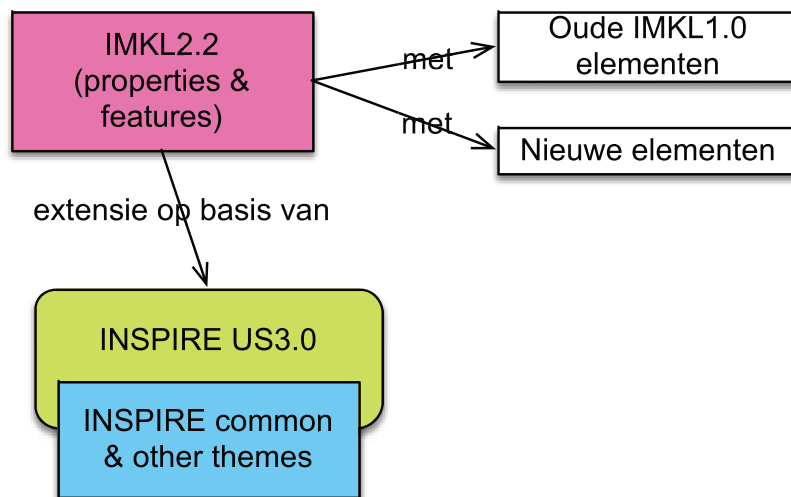 IMKL2.2
(properties &
features)
met
Oude IMKL1.0
elementen
met
Nieuwe elementen
extensie op basis van
INSPIRE US3.0
INSPIRE common
& other themes